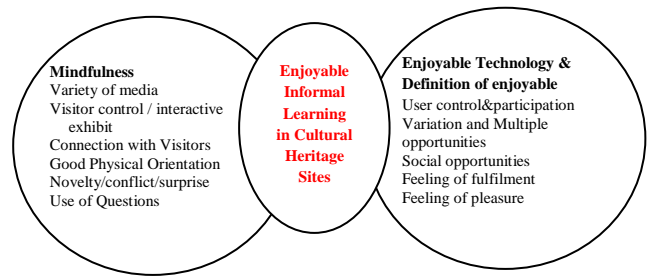 Mindfulness
Variety of media
Visitor control / interactive
exhibit
Connection with Visitors
Good Physical Orientation
Novelty/conflict/surprise
Use of Questions
Enjoyable
Informal
Learning
in Cultural
Heritage
Sites
Enjoyable Technology &
Definition of enjoyable
User control&participation
Variation and Multiple
opportunities
Social opportunities
Feeling of fulfilment
Feeling of pleasure